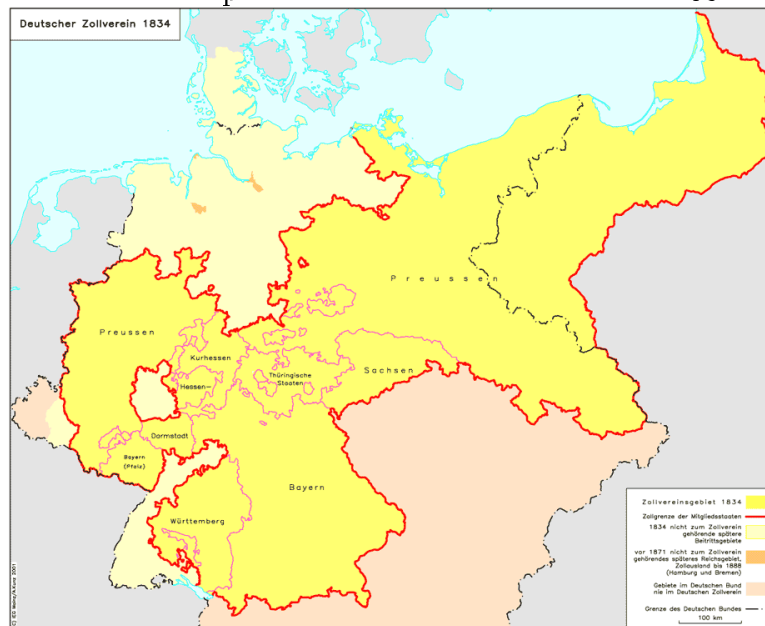 Deutscher Zollverein 1834
Preussen
Preussen
Kurhessen
Hessen-
Thüringische
Staaten
Sachsen
Darmstadt
Bayern
(Pfalz)
Bayern
Württemberg
Zollvereinsgebiet 1834
Zollgrenze der Mitgliedsstaaten
1834 nicht zum Zollverein
gehörende spätere
Beitrittsgebiete
vor 1871 nicht zum Zollverein
gehörendes späteres Reichsgebiet,
Zollausland bis 1888
(Hamburg und Bremen)
Gebiete im Deutschen Bund
nie im Deutschen Zollverein
Grenze des Deutschen Bundes
100 km